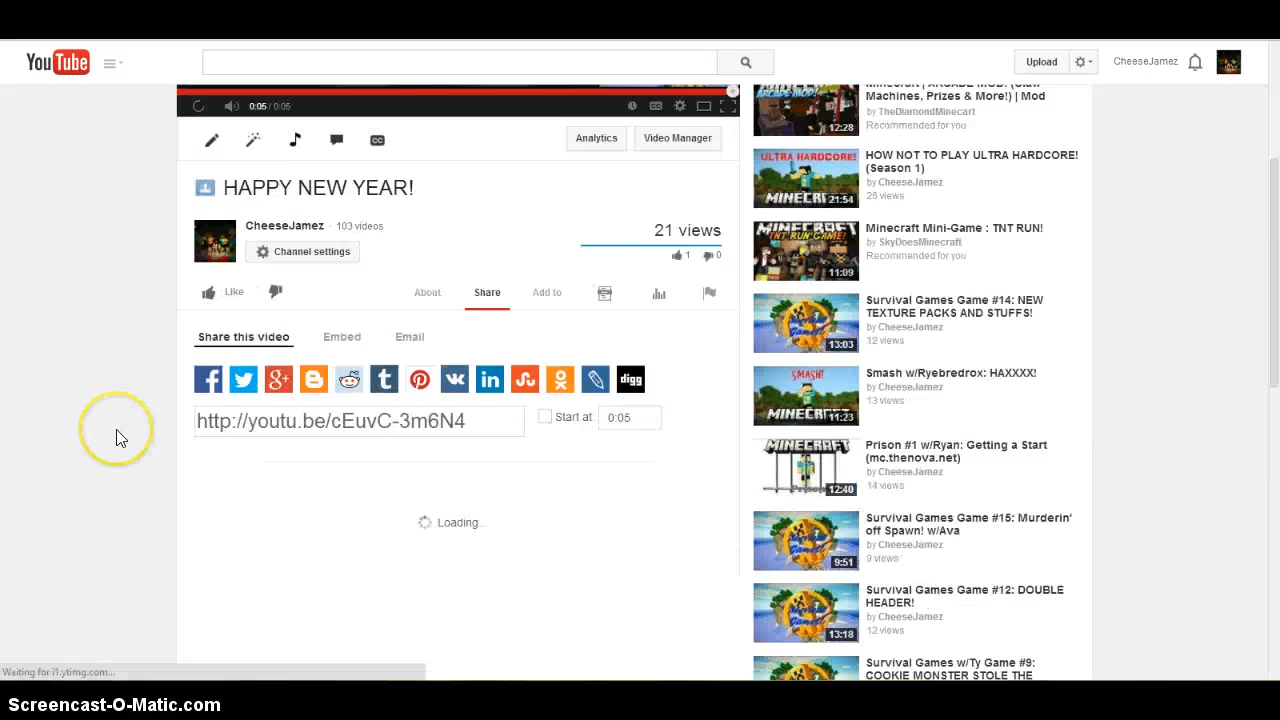 YouTube
Upload
CheeseJamez
0:05 / 0:05
CC
Analytics
Video Manager
HAPPY NEW YEAR!
CheeseJamez · 103 videos
Channel settings
21 views
1 0
Like
About
Share
Add to
Share this video
Embed
Email
digg
http://youtu.be/cEuvC-3m6N4
Start at:
0:05
Loading...
Minecraft | ARCADE MOD! (Claw
Machines, Prizes & More!) | Mod
by TheDiamondMinecart
Recommended for you
12:28
HOW NOT TO PLAY ULTRA HARDCORE!
(Season 1)
by CheeseJamez
26 views
ULTRA HARDCORE!
21:54
Minecraft Mini-Game : TNT RUN!
by SkyDoesMinecraft
Recommended for you
MINECRAFT
TNT RUN GAME!
11:09
Survival Games Game #14: NEW
TEXTURE PACKS AND STUFFS!
by CheeseJamez
12 views
13:03
Smash w/Ryebredrox: HAXXXX!
by CheeseJamez
13 views
SMASH!
11:23
Prison #1 w/Ryan: Getting a Start
(mc.thenova.net)
by CheeseJamez
14 views
MINECRAFT
12:40
Survival Games Game #15: Murderin'
off Spawn! w/Ava
by CheeseJamez
9 views
9:51
Survival Games Game #12: DOUBLE
HEADER!
by CheeseJamez
12 views
13:18
Survival Games w/Ty Game #9:
COOKIE MONSTER STOLE THE
Waiting for i1.ytimg.com...
Screencast-O-Matic.com